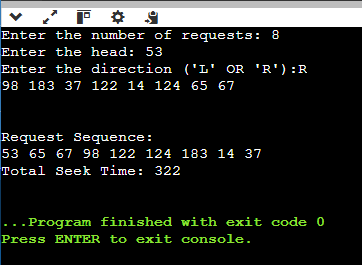 Enter the number of requests: 8
Enter the head: 53
Enter the direction ('L' OR 'R'):R
98 183 37 122 14 124 65 67
Request Sequence:
53 65 67 98 122 124 183 14 37
Total Seek Time: 322
...Program finished with exit code 0
Press ENTER to exit console.